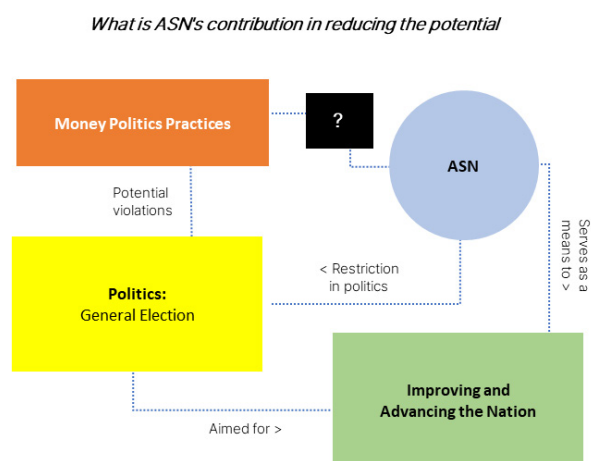 What is ASN's contribution in reducing the potential
Money Politics Practices
?
ASN
Potential
violations
Serves as a
means to >
< Restriction
in politics
Politics:
General Election
Improving and
Advancing the Nation
Aimed for >